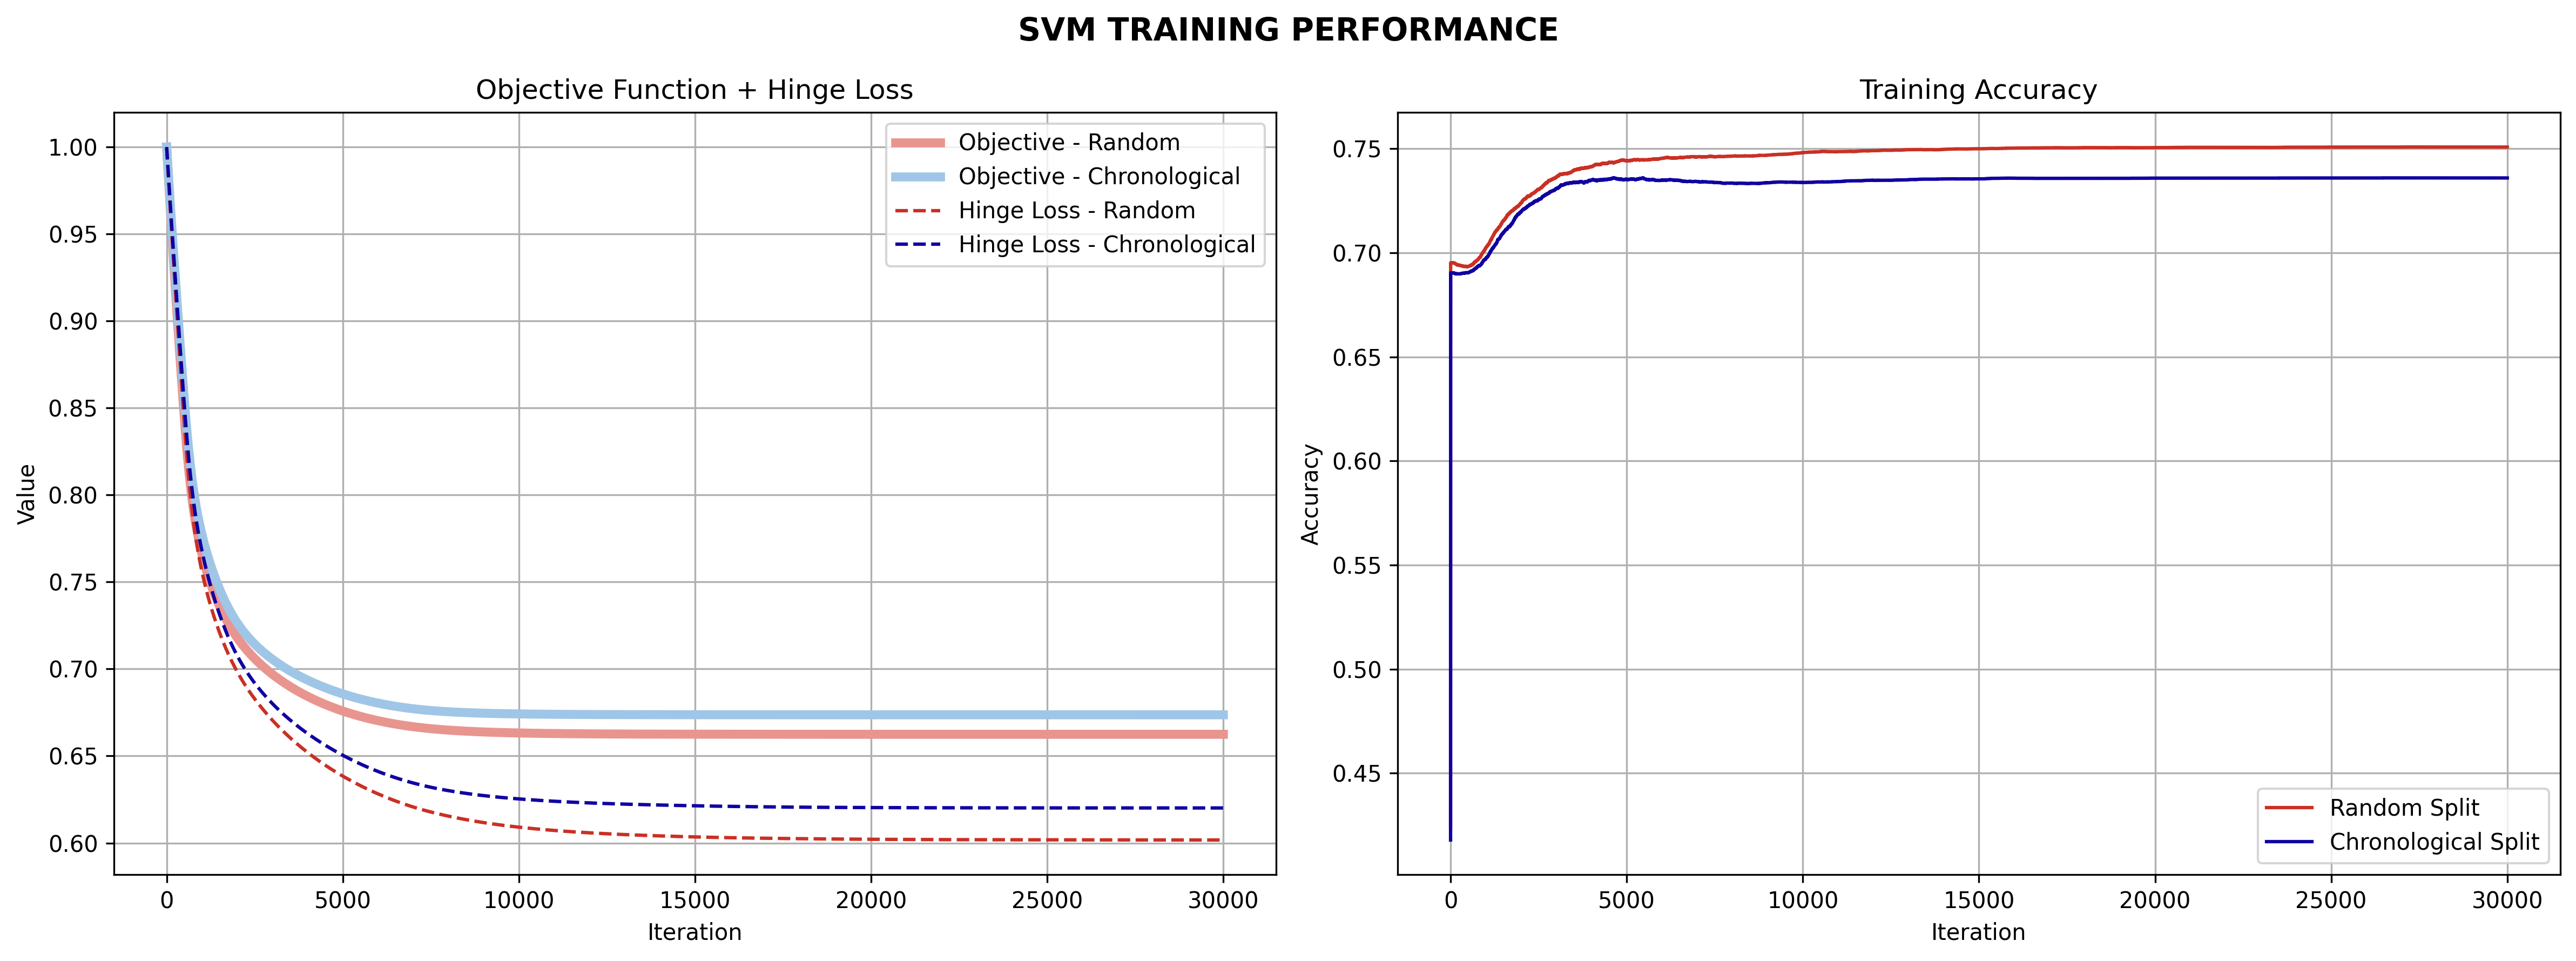 SVM TRAINING PERFORMANCE
Objective Function + Hinge Loss
Value
1.00
0.95
0.90
0.85
0.80
0.75
0.70
0.65
0.60
Objective - Random
Objective - Chronological
Hinge Loss - Random
Hinge Loss - Chronological
0 5000 10000 15000 20000 25000 30000
Iteration
Training Accuracy
Accuracy
0.75
0.70
0.65
0.60
0.55
0.50
0.45
Random Split
Chronological Split
0 5000 10000 15000 20000 25000 30000
Iteration